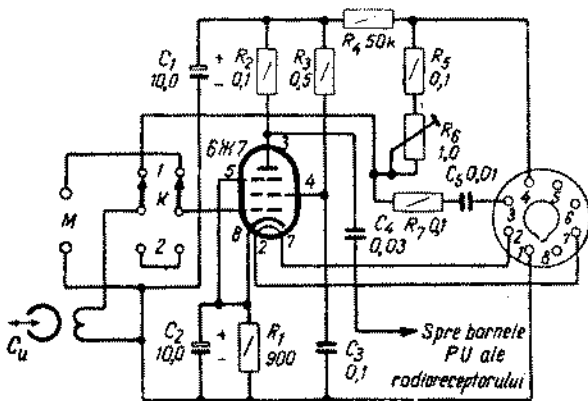 C1
10,0
+
−
R2
0,1
R3
0,5
R4 50k
R5
0,1
R6
1,0
6Ж7
3
5
4
8
2
7
M
1
K
2
Cu
C5 0,01
R7 0,1
C4
0,03
4
5
3
6
2
7
1
8
C2
10,0
+
−
R1
900
C3
0,1
Spre bornele
PU ale
radioreceptorului